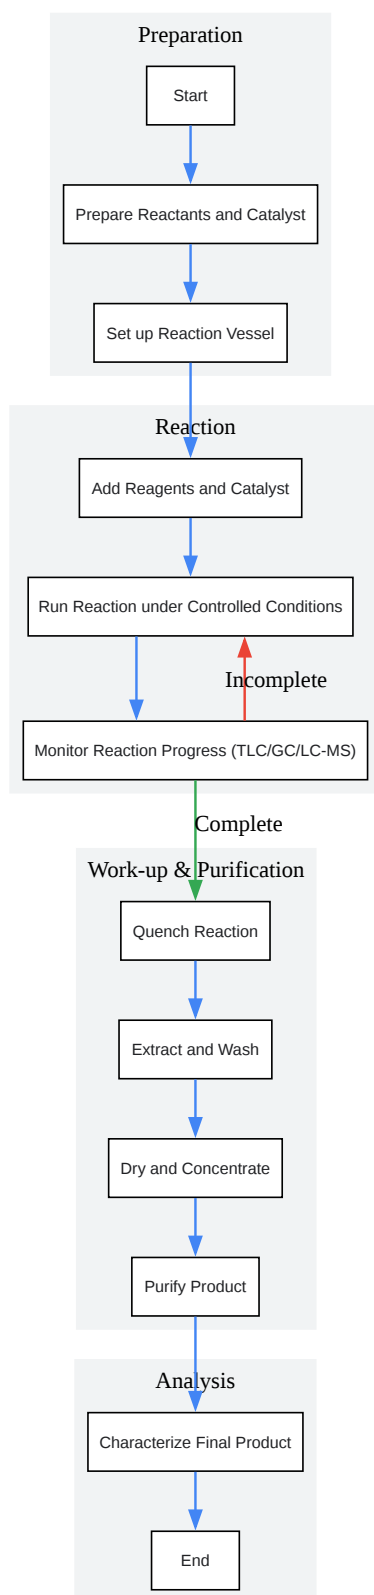 Preparation
Start
Prepare Reactants and Catalyst
Set up Reaction Vessel
Reaction
Add Reagents and Catalyst
Run Reaction under Controlled Conditions
Incomplete
Monitor Reaction Progress (TLC/GC/LC-MS)
Complete
Work-up & Purification
Quench Reaction
Extract and Wash
Dry and Concentrate
Purify Product
Analysis
Characterize Final Product
End